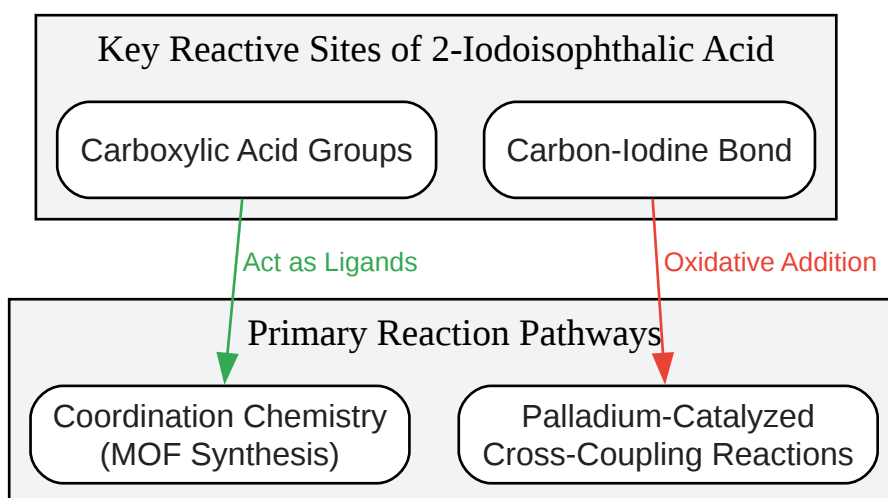 Key Reactive Sites of 2-Iodoisophthalic Acid
Carboxylic Acid Groups
Carbon-Iodine Bond
Act as Ligands
Oxidative Addition
Primary Reaction Pathways
Coordination Chemistry
(MOF Synthesis)
Palladium-Catalyzed
Cross-Coupling Reactions